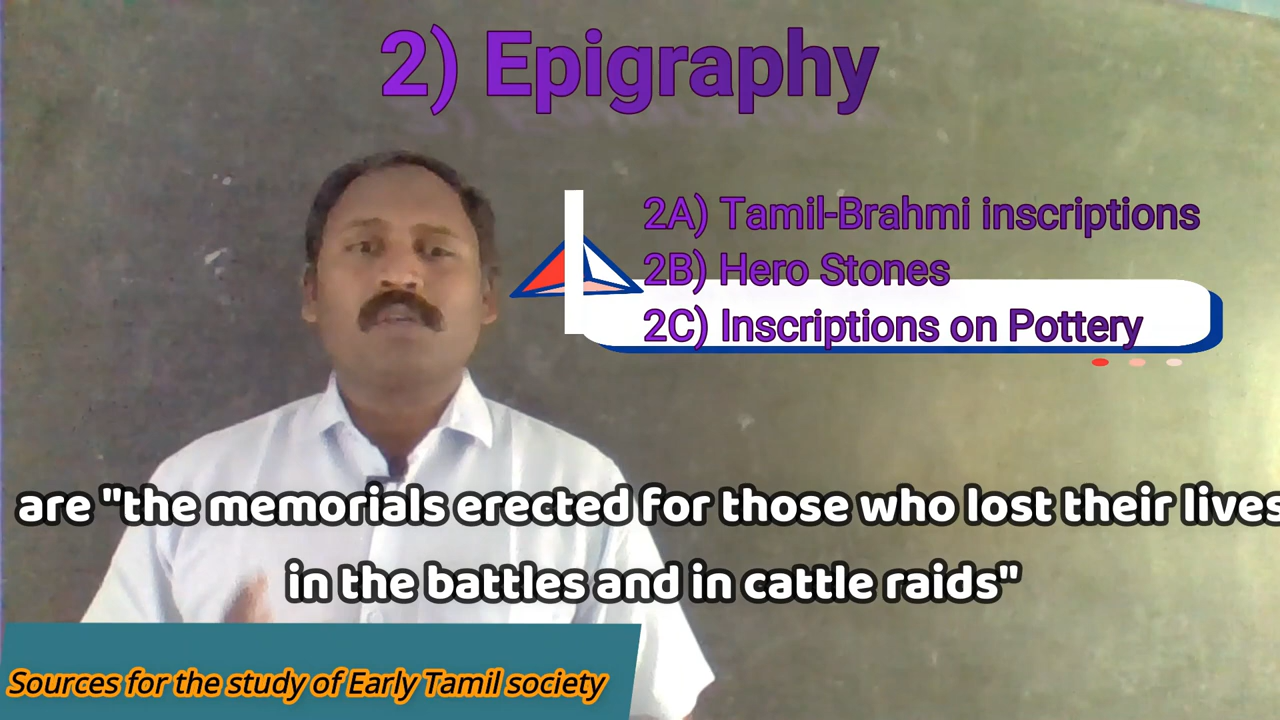 2) Epigraphy
2A) Tamil-Brahmi inscriptions
2B) Hero Stones
2C) Inscriptions on Pottery
are "the memorials erected for those who lost their lives
in the battles and in cattle raids"
Sources for the study of Early Tamil society